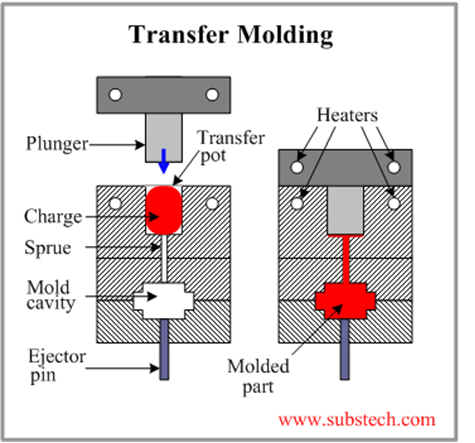 Transfer Molding
Plunger
Transfer
pot
Heaters
Charge
Sprue
Mold
cavity
Ejector
pin
Molded
part
www.substech.com